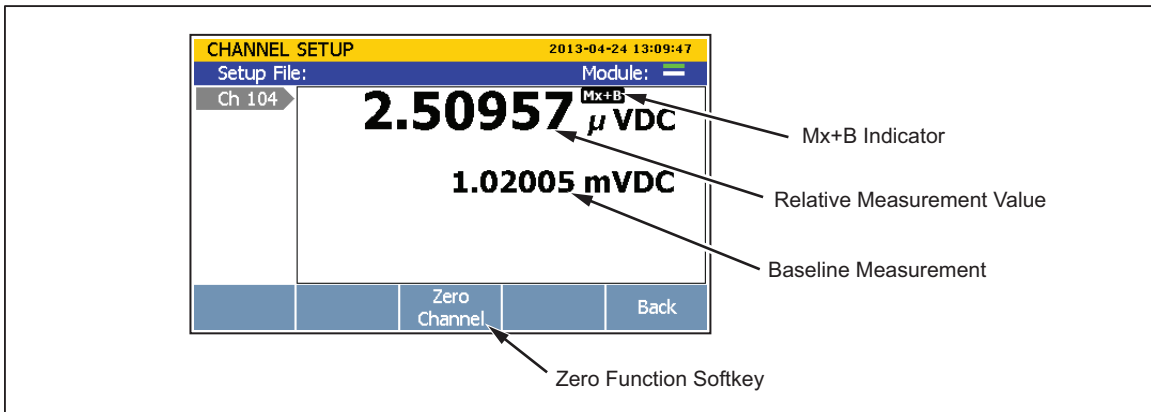 CHANNEL SETUP 2013-04-24 13:09:47
Setup File: Module:
Ch 104
Mx+B
2.50957 µ VDC
1.02005 mVDC
Zero
Channel
Back
Mx+B Indicator
Relative Measurement Value
Baseline Measurement
Zero Function Softkey